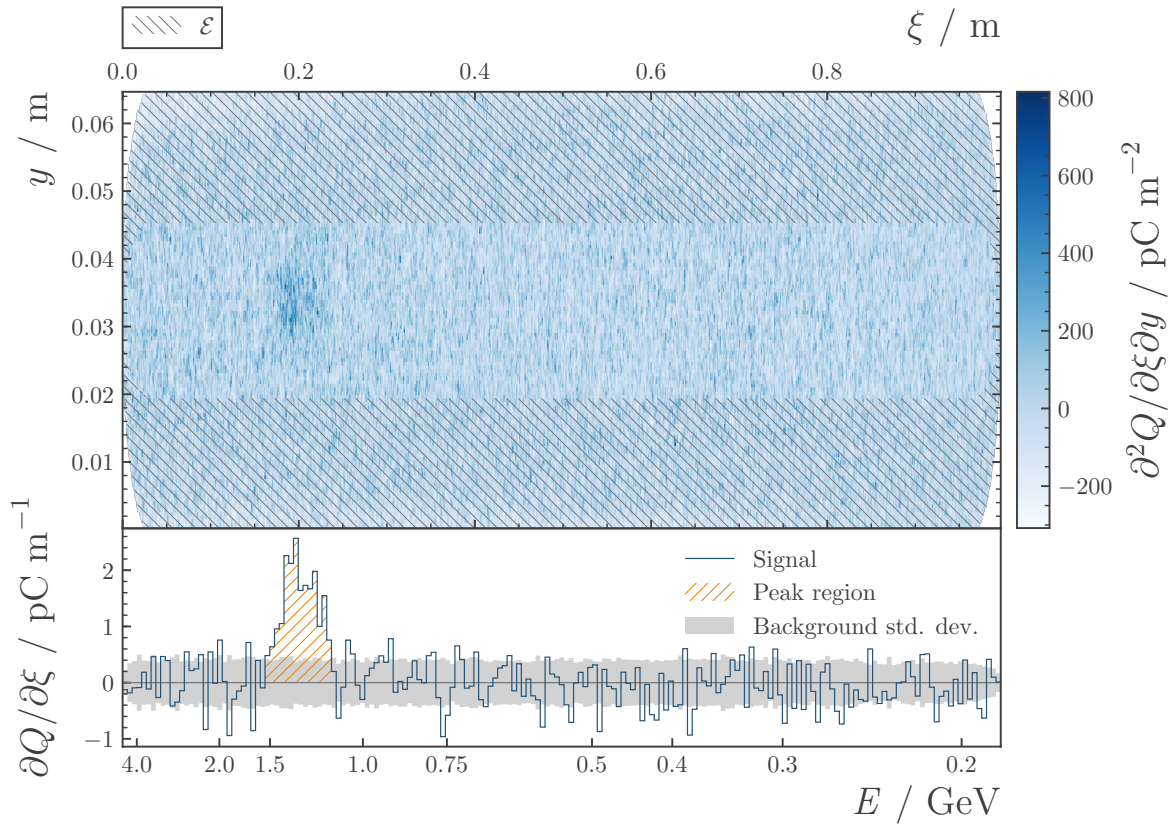 ℰ
ξ / m
0.0 0.2 0.4 0.6 0.8
y / m
0.06
0.05
0.04
0.03
0.02
0.01
800
600
400
200
0
−200
∂²Q/∂ξ∂y / pC m⁻²
∂Q/∂ξ / pC m⁻¹
2
1
0
−1
Signal
Peak region
Background std. dev.
4.0 2.0 1.5 1.0 0.75 0.5 0.4 0.3 0.2
E / GeV